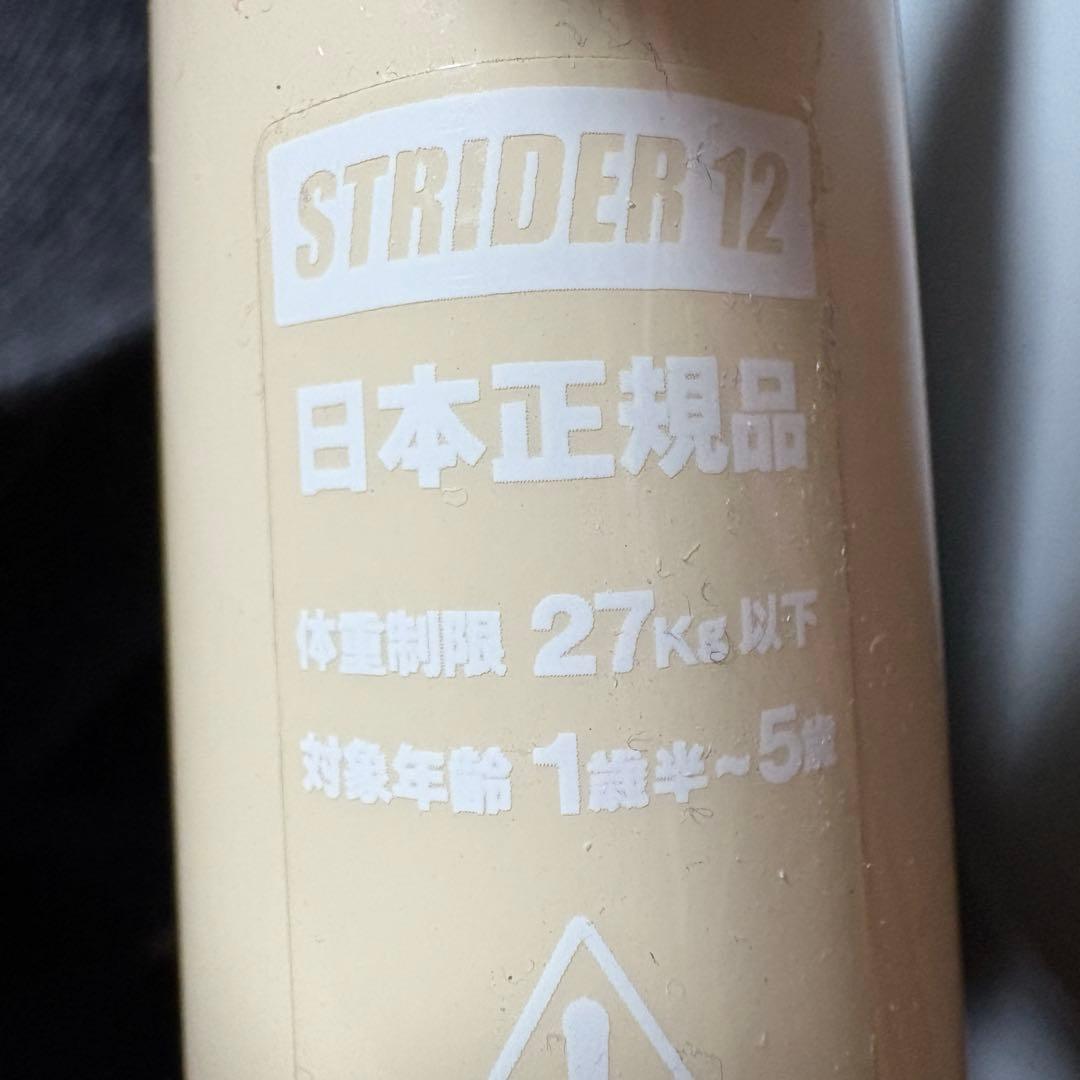 STRIDER 12
日本正規品
体重制限 27Kg 以下
対象年齢 1歳半~5歳